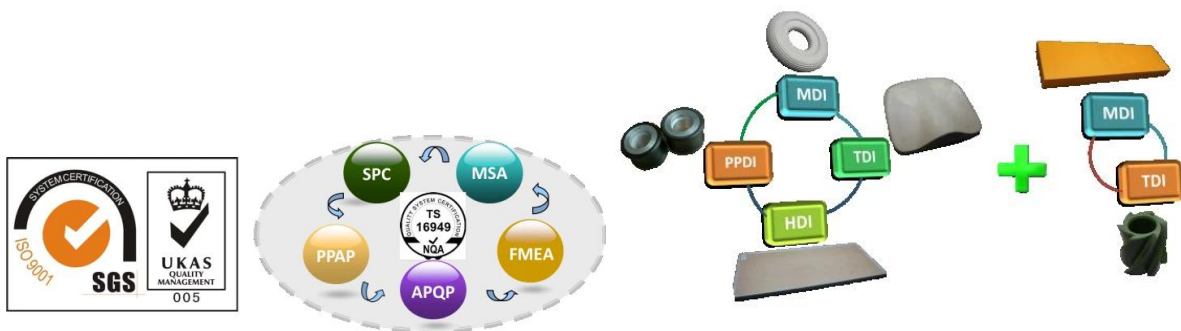 SYSTEM CERTIFICATION
ISO 9001
SGS
UKAS
QUALITY
MANAGEMENT
005
SPC
MSA
PPAP
FMEA
APQP
QUALITY SYSTEM CERTIFICATION
TS
16949
NQA
MDI
PPDI
TDI
HDI
MDI
TDI